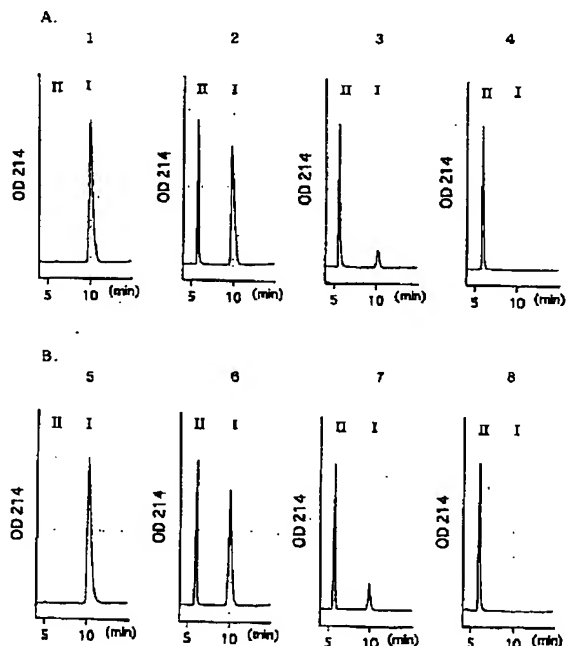 A.
1 2 3 4
II I II I II I II I
OD 214 OD 214 OD 214 OD 214
5 10 (min) 5 10 (min) 5 10 (min) 5 10 (min)
B.
5 6 7 8
II I II I II I II I
OD 214 OD 214 OD 214 OD 214
5 10 (min) 5 10 (min) 5 10 (min) 5 10 (min)